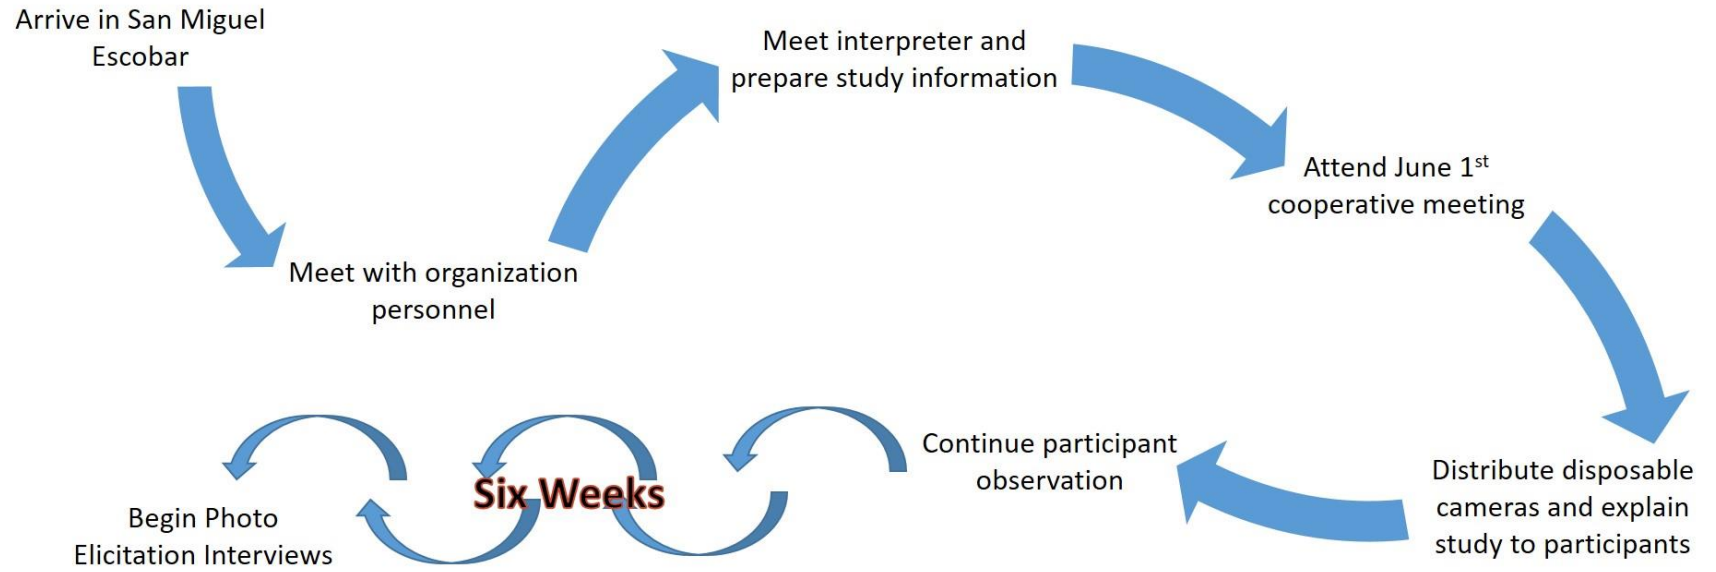 Arrive in San Miguel
Escobar
Meet with organization
personnel
Meet interpreter and
prepare study information
Attend June 1st
cooperative meeting
Distribute disposable
cameras and explain
study to participants
Continue participant
observation
Six Weeks
Begin Photo
Elicitation Interviews